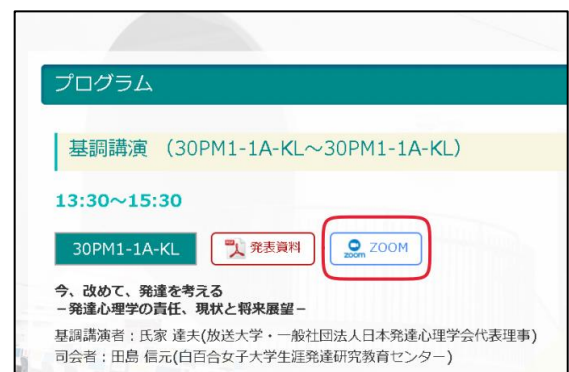 プログラム
基調講演 （30PM1-1A-KL～30PM1-1A-KL）
13:30～15:30
30PM1-1A-KL PDF 発表資料 zoom ZOOM
今、改めて、発達を考える
－発達心理学の責任、現状と将来展望－
基調講演者：氏家 達夫(放送大学・一般社団法人日本発達心理学会代表理事)
司会者：田島 信元(白百合女子大学生涯発達研究教育センター)